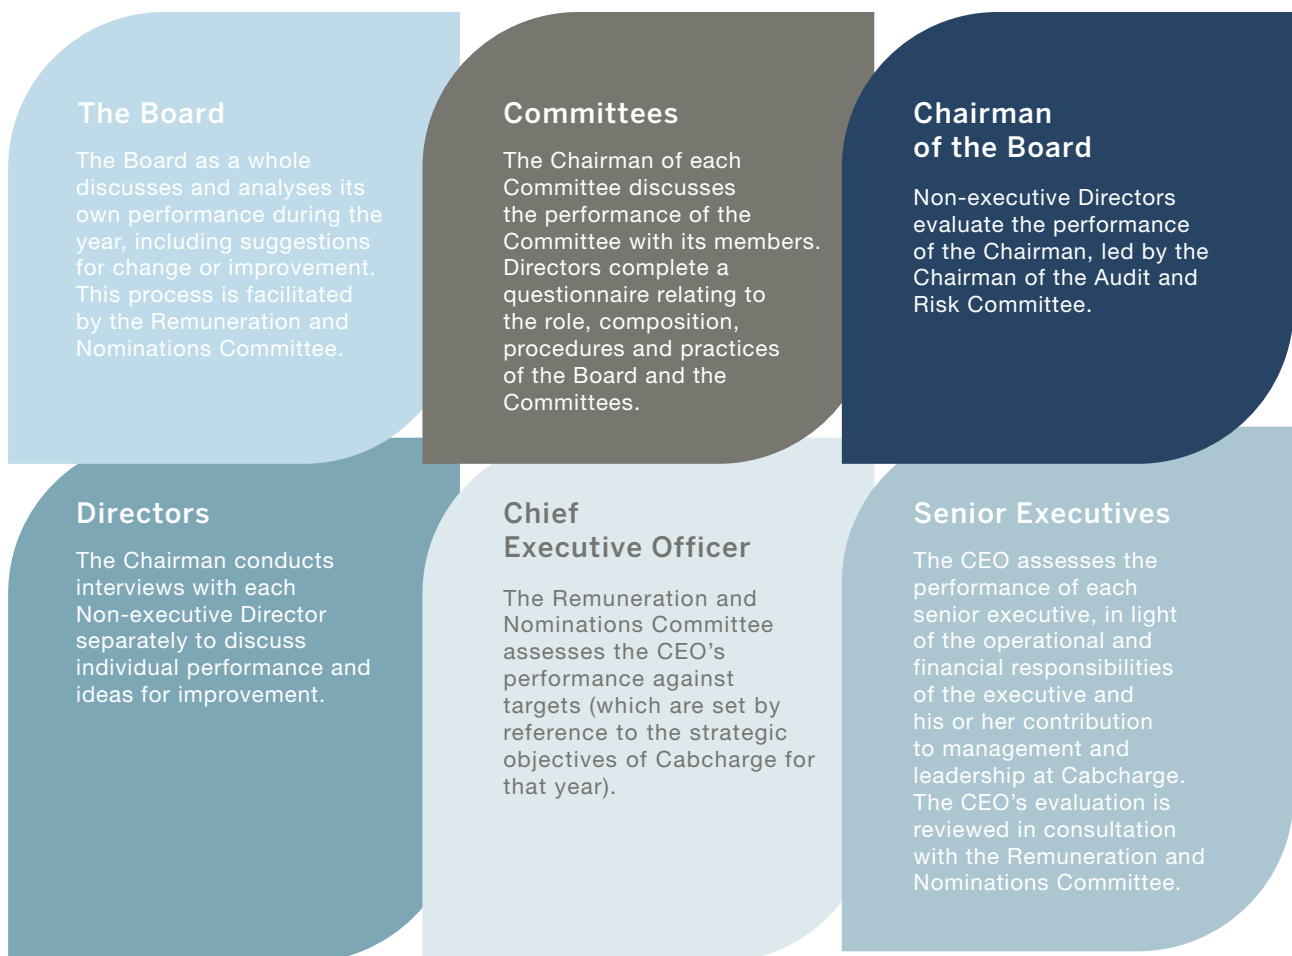 The Board
The Board as a whole
discusses and analyses its
own performance during the
year, including suggestions
for change or improvement.
This process is facilitated
by the Remuneration and
Nominations Committee.
Committees
The Chairman of each
Committee discusses
the performance of the
Committee with its members.
Directors complete a
questionnaire relating to
the role, composition,
procedures and practices
of the Board and the
Committees.
Chairman
of the Board
Non-executive Directors
evaluate the performance
of the Chairman, led by the
Chairman of the Audit and
Risk Committee.
Directors
The Chairman conducts
interviews with each
Non-executive Director
separately to discuss
individual performance and
ideas for improvement.
Chief
Executive Officer
The Remuneration and
Nominations Committee
assesses the CEO’s
performance against
targets (which are set by
reference to the strategic
objectives of Cabcharge for
that year).
Senior Executives
The CEO assesses the
performance of each
senior executive, in light
of the operational and
financial responsibilities
of the executive and
his or her contribution
to management and
leadership at Cabcharge.
The CEO’s evaluation is
reviewed in consultation
with the Remuneration and
Nominations Committee.